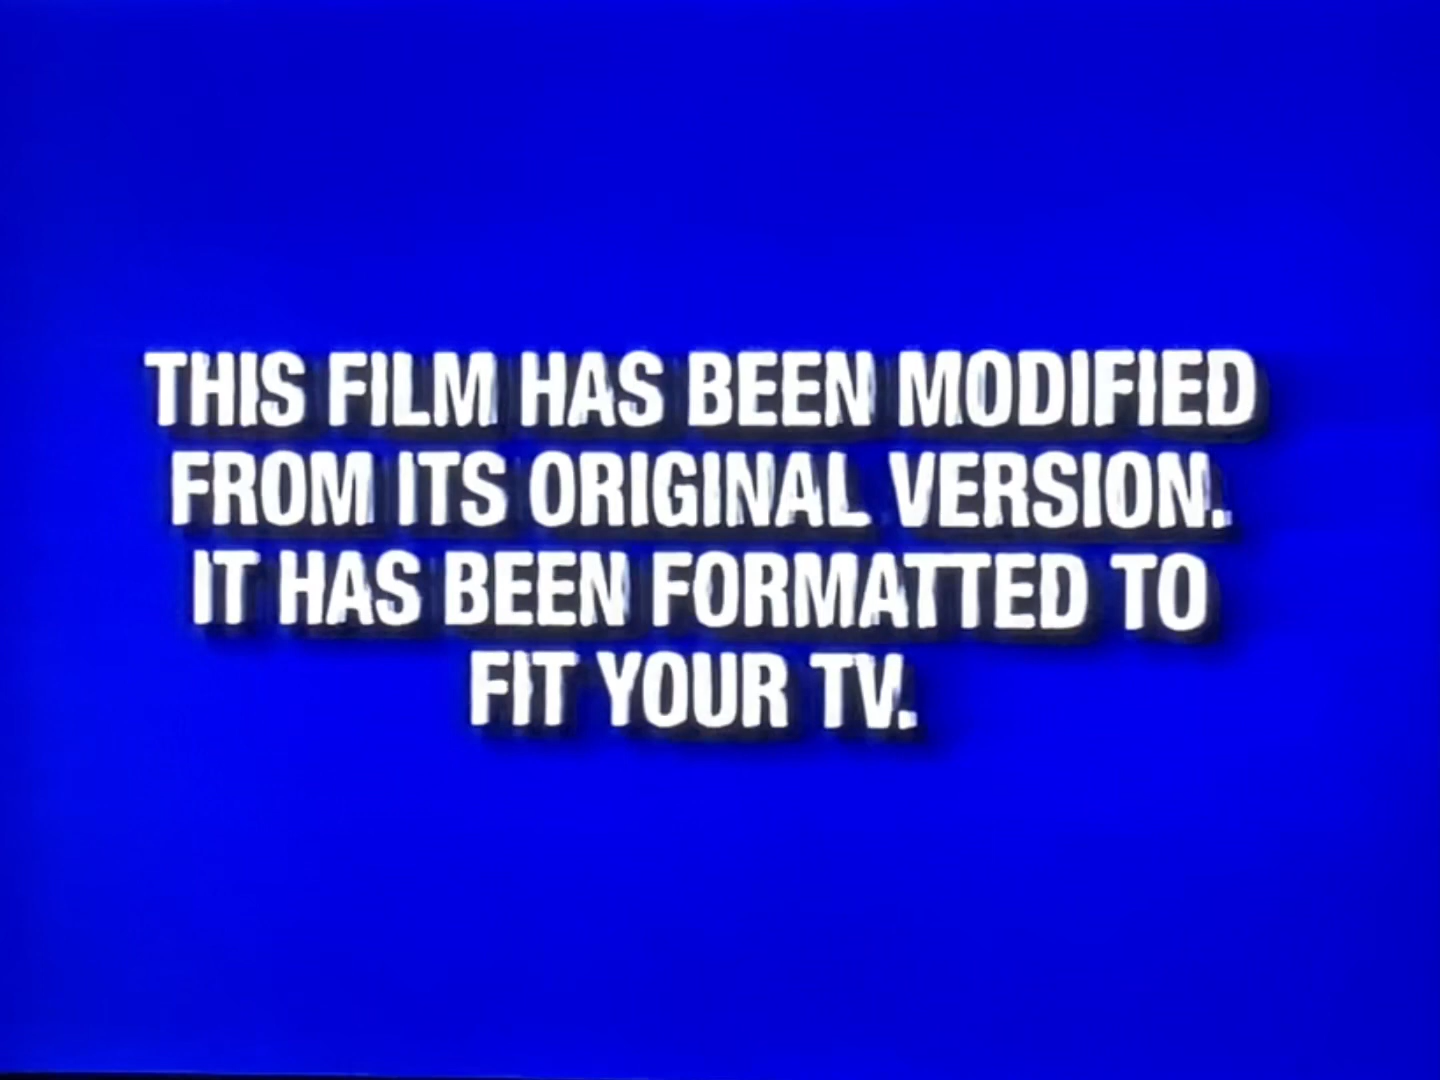 THIS FILM HAS BEEN MODIFIED
FROM ITS ORIGINAL VERSION.
IT HAS BEEN FORMATTED TO
FIT YOUR TV.